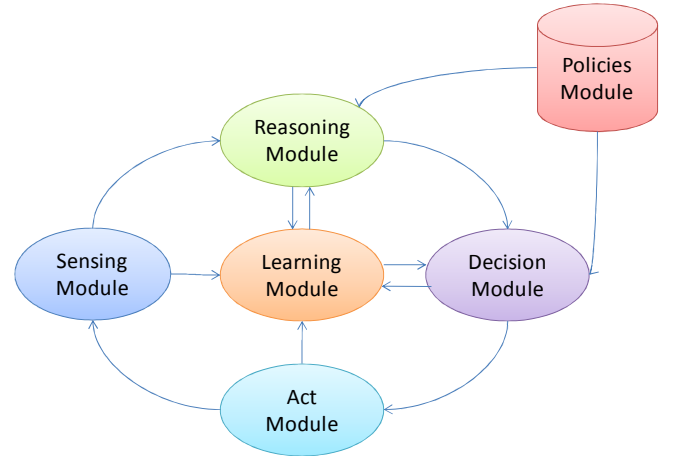 Policies
Module
Reasoning
Module
Sensing
Module
Learning
Module
Decision
Module
Act
Module